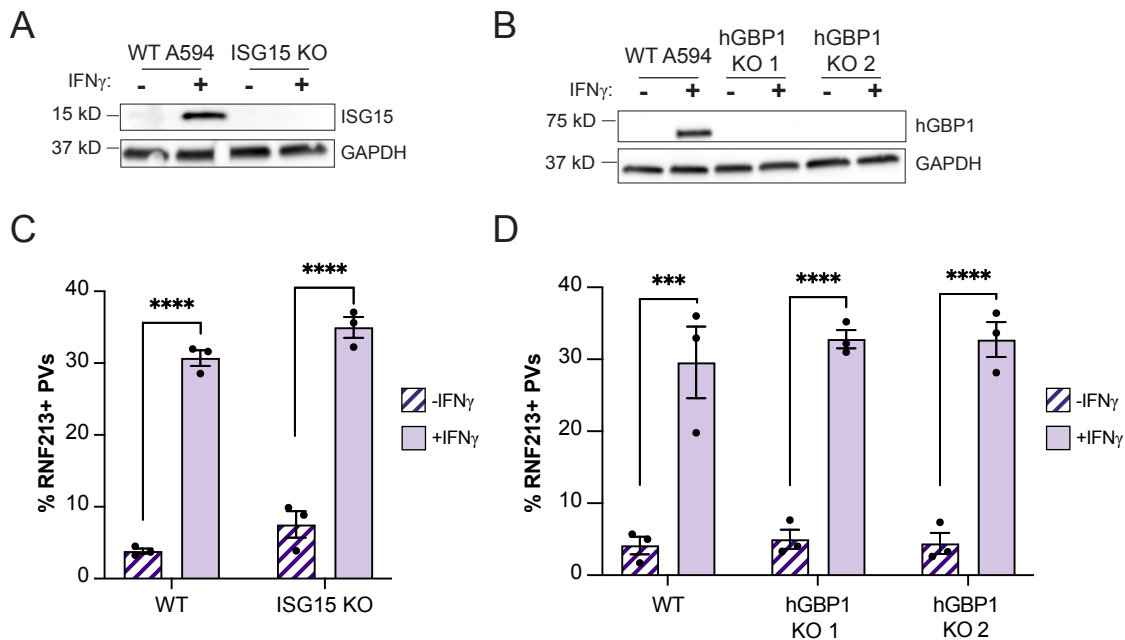 A
WT A594 ISG15 KO
IFNγ: - + - +
15 kD ISG15
37 kD GAPDH
B
WT A594 hGBP1 KO 1 hGBP1 KO 2
IFNγ: - + - + - +
75 kD hGBP1
37 kD GAPDH
C
% RNF213+ PVs
40
30
20
10
0
**** ****
-IFNγ
+IFNγ
WT ISG15 KO
D
% RNF213+ PVs
40
30
20
10
0
*** **** ****
-IFNγ
+IFNγ
WT hGBP1 KO 1 hGBP1 KO 2